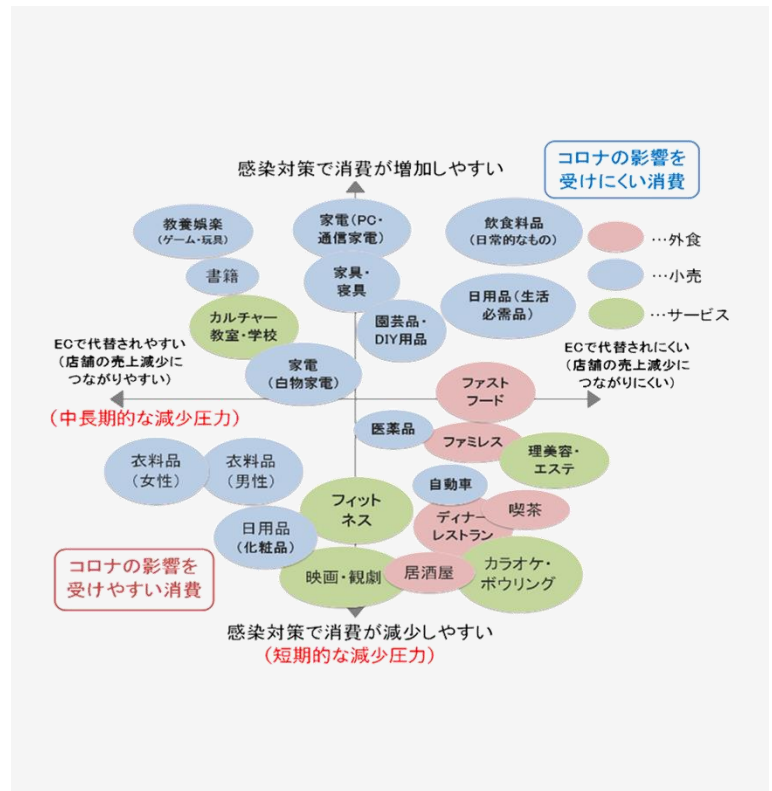 コロナの影響を
受けにくい消費
感染対策で消費が増加しやすい
教養娯楽
(ゲーム・玩具)
家電(PC・
通信家電)
飲食料品
(日常的なもの)
…外食
書籍
家具・
寝具
…小売
日用品(生活
必需品)
カルチャー
教室・学校
園芸品・
DIY用品
…サービス
ECで代替されやすい
(店舗の売上減少に
つながりやすい)
ECで代替されにくい
(店舗の売上減少に
つながりにくい)
家電
(白物家電)
ファスト
フード
(中長期的な減少圧力)
医薬品
ファミレス
理美容・
エステ
衣料品
(女性)
衣料品
(男性)
自動車
フィット
ネス
喫茶
ディナー
レストラン
日用品
(化粧品)
コロナの影響を
受けやすい消費
映画・観劇
居酒屋
カラオケ・
ボウリング
感染対策で消費が減少しやすい
(短期的な減少圧力)